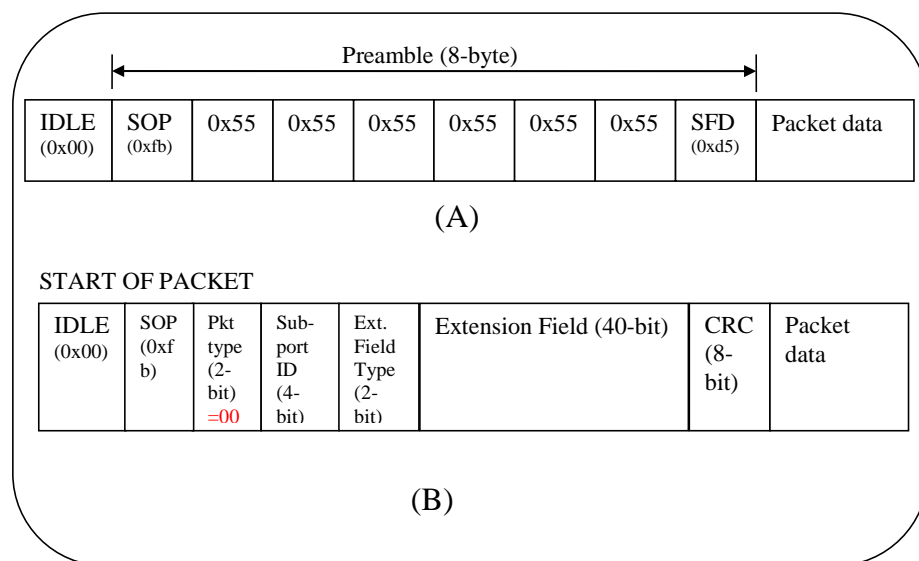 Preamble (8-byte)
IDLE SOP 0x55 0x55 0x55 0x55 0x55 0x55 SFD Packet data
(0x00) (0xfb) (0xd5)
(A)
START OF PACKET
IDLE
(0x00)
SOP
(0xf
b)
Pkt
type
(2-
bit)
=00
Sub-
port
ID
(4-
bit)
Ext.
Field
Type
(2-
bit)
Extension Field (40-bit)
CRC
(8-
bit)
Packet
data
(B)